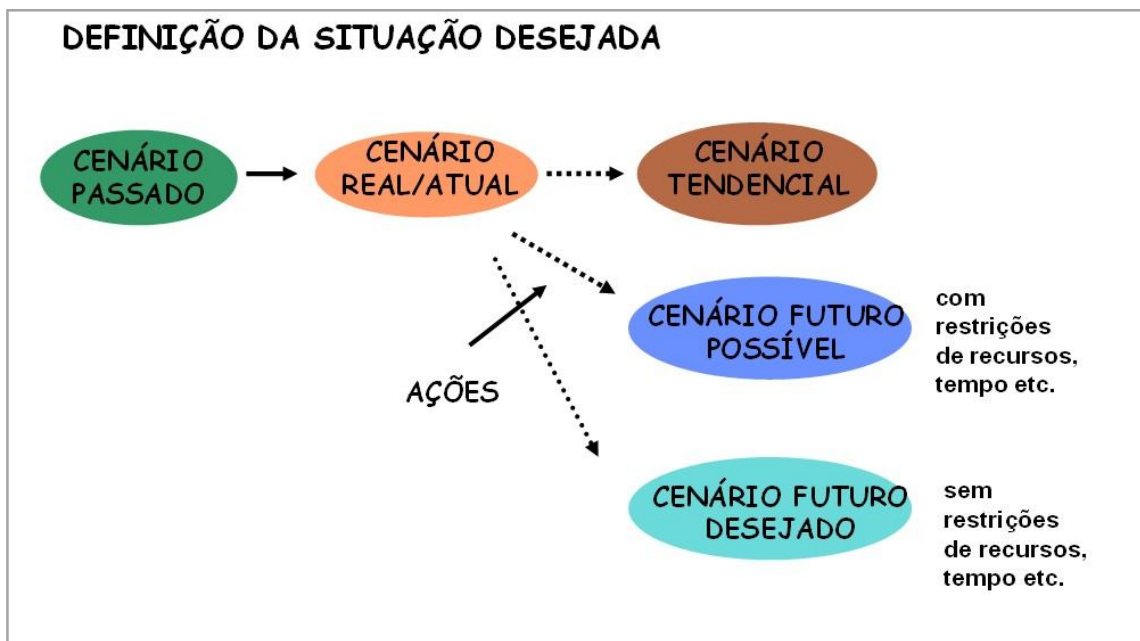 DEFINIÇÃO DA SITUAÇÃO DESEJADA
CENÁRIO
PASSADO
CENÁRIO
REAL/ATUAL
CENÁRIO
TENDENCIAL
CENÁRIO FUTURO
POSSÍVEL
com
restrições
de recursos,
tempo etc.
AÇÕES
CENÁRIO FUTURO
DESEJADO
sem
restrições
de recursos,
tempo etc.